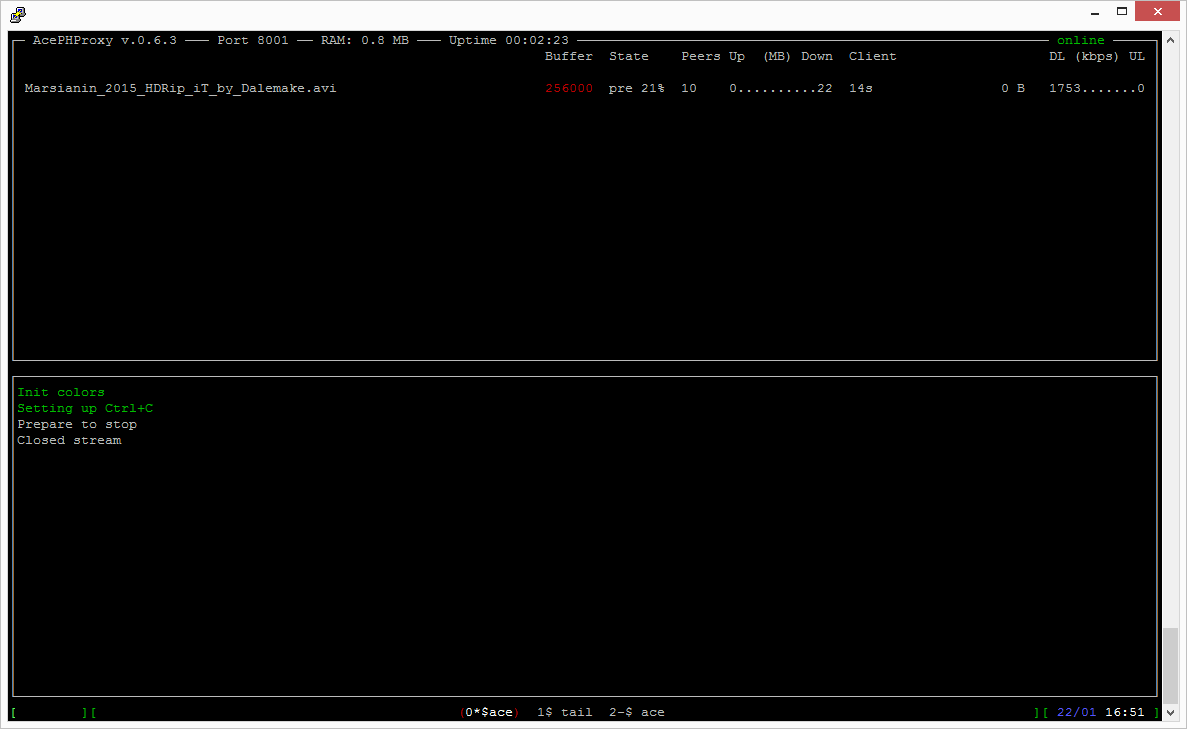 AcePHProxy v.0.6.3 Port 8001 RAM: 0.8 MB Uptime 00:02:23 online
Buffer State Peers Up (MB) Down Client DL (kbps) UL
Marsianin_2015_HDRip_iT_by_Dalemake.avi 256000 pre 21% 10 0..........22 14s 0 B 1753.......0
Init colors
Setting up Ctrl+C
Prepare to stop
Closed stream
[ ][ (0*$ace) 1$ tail 2-$ ace ][ 22/01 16:51 ]